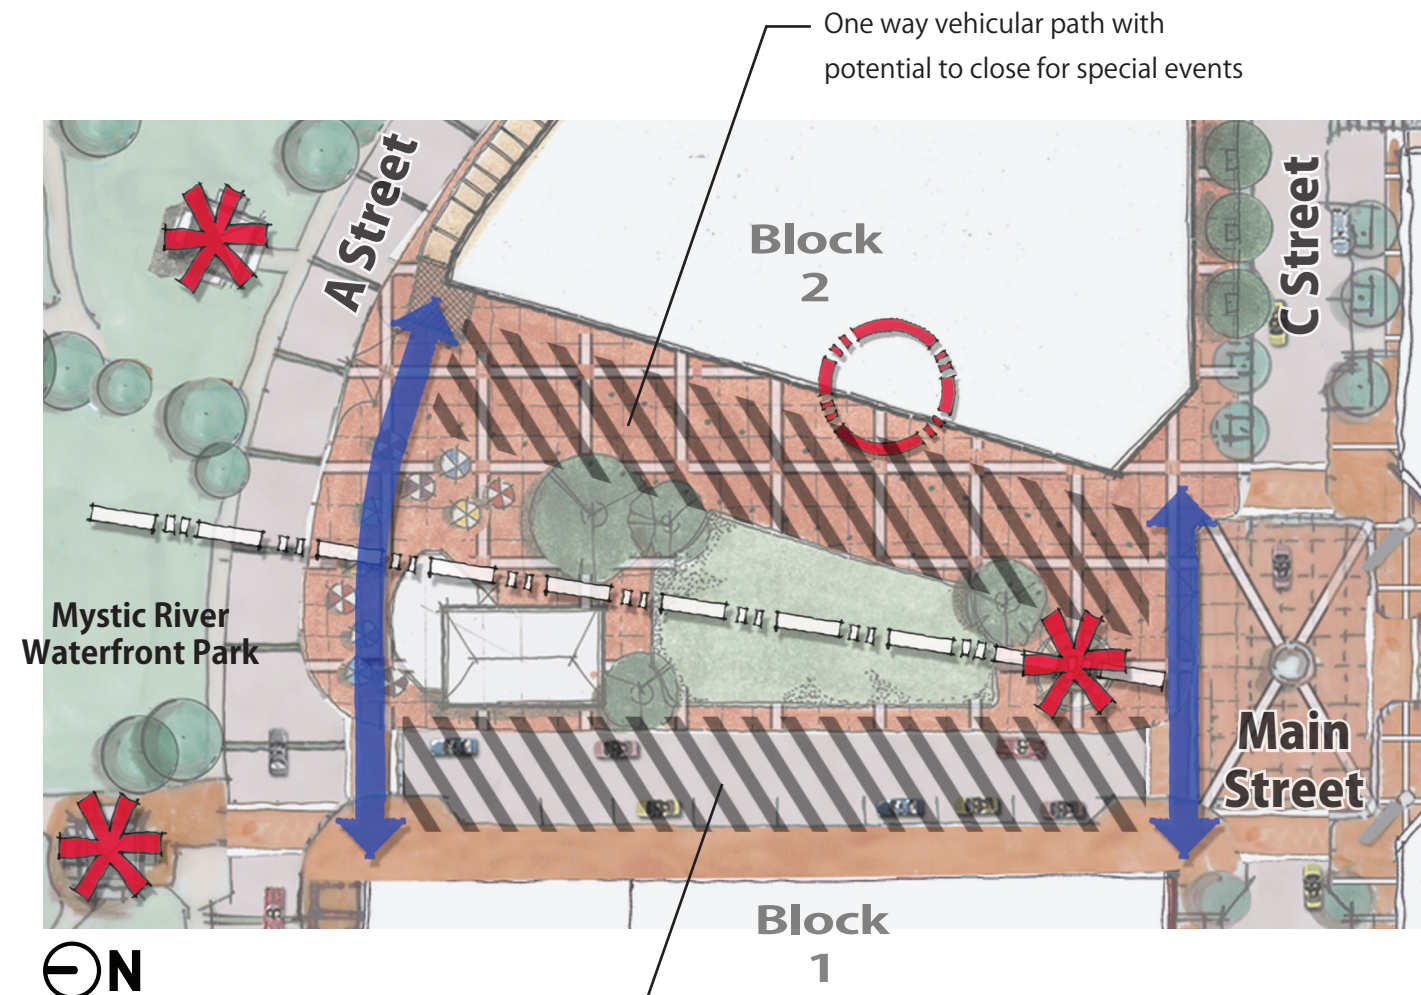 One way vehicular path with
potential to close for special events
A Street
C Street
Block
2
Mystic River
Waterfront Park
Main
Street
Block
1
N